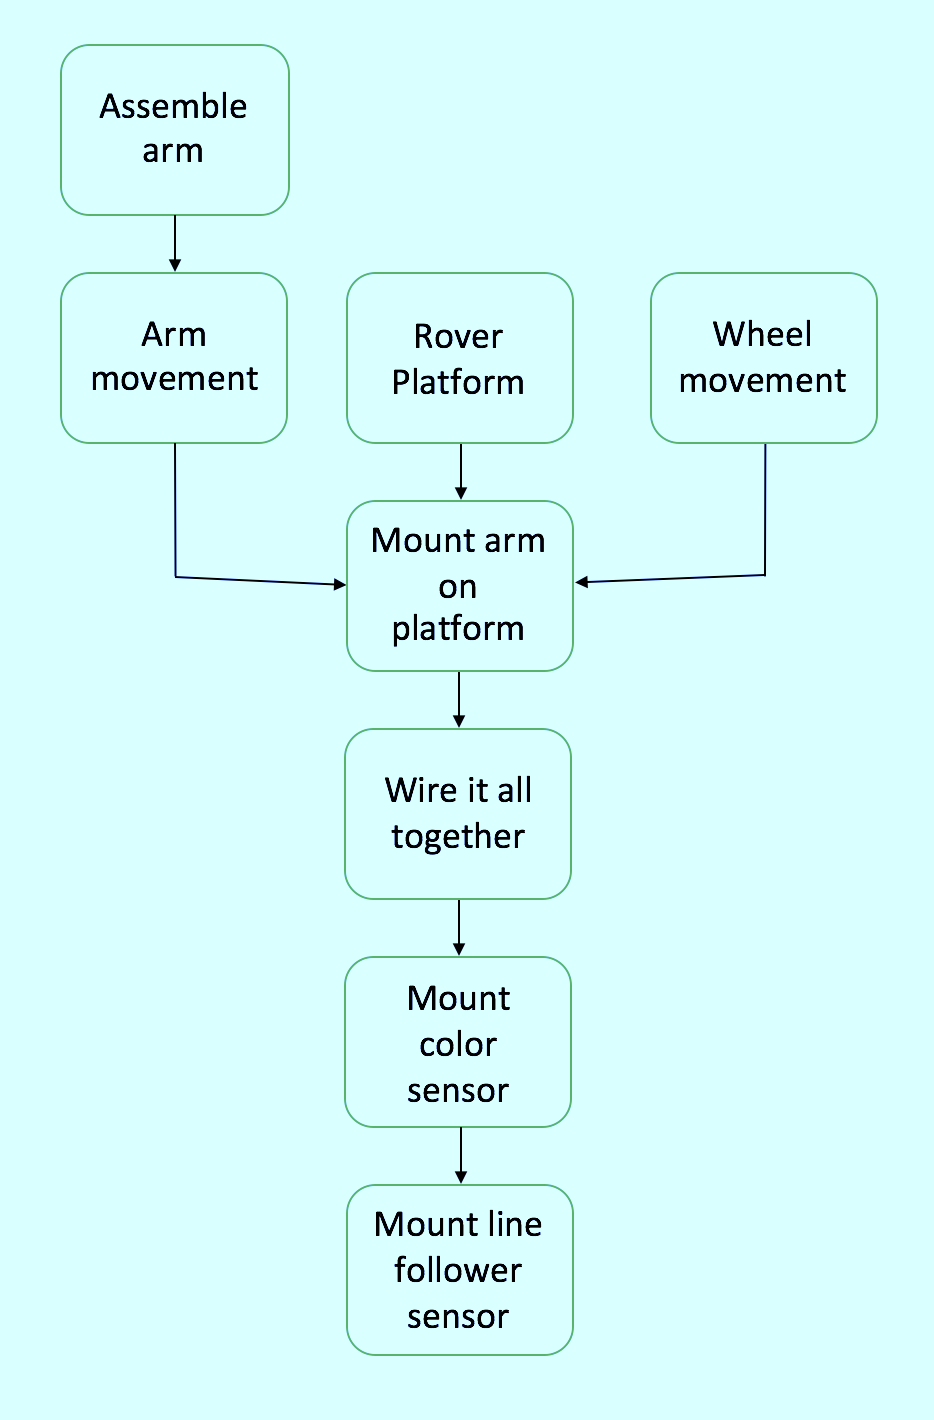 Assemble
arm
Arm
movement
Rover
Platform
Wheel
movement
Mount arm
on
platform
Wire it all
together
Mount
color
sensor
Mount line
follower
sensor